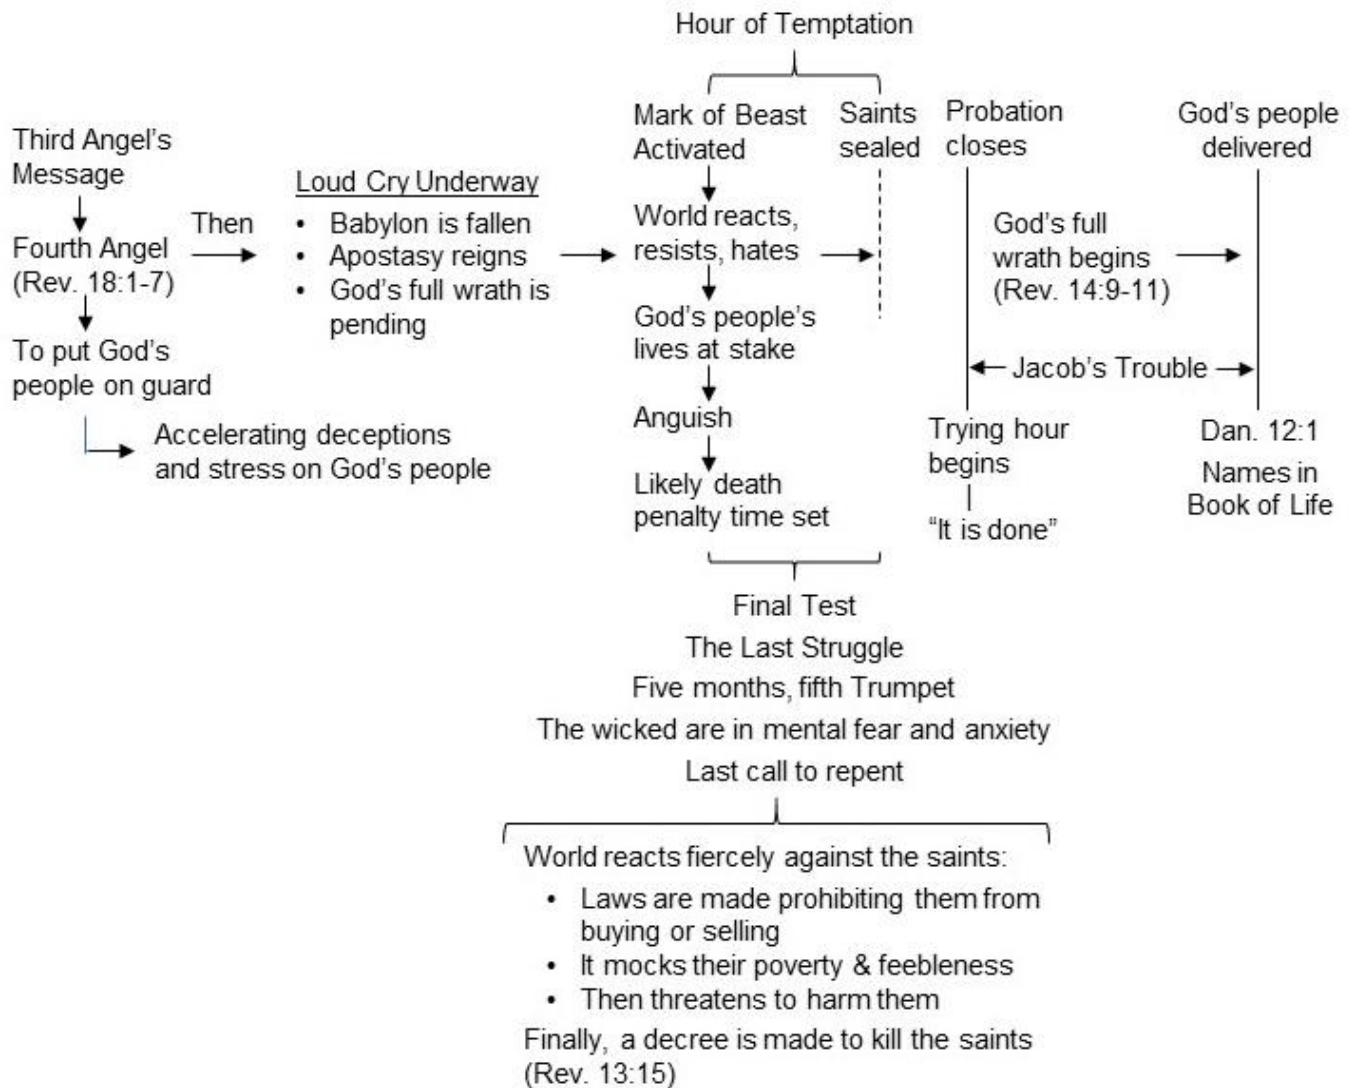 Hour of Temptation
Third Angel's
Message
Fourth Angel
(Rev. 18:1-7)
To put God's
people on guard
Accelerating deceptions
and stress on God's people
Then
Loud Cry Underway
• Babylon is fallen
• Apostasy reigns
• God's full wrath is
pending
Mark of Beast
Activated
World reacts,
resists, hates
God's people's
lives at stake
Anguish
Likely death
penalty time set
Saints
sealed
Probation
closes
God's full
wrath begins
(Rev. 14:9-11)
Jacob's Trouble
Trying hour
begins
“It is done”
God's people
delivered
Dan. 12:1
Names in
Book of Life
Final Test
The Last Struggle
Five months, fifth Trumpet
The wicked are in mental fear and anxiety
Last call to repent
World reacts fiercely against the saints:
• Laws are made prohibiting them from
buying or selling
• It mocks their poverty & feebleness
• Then threatens to harm them
Finally, a decree is made to kill the saints
(Rev. 13:15)